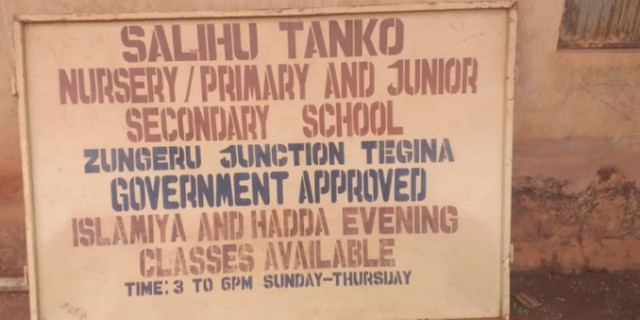 SALIHU TANKO
NURSERY/PRIMARY AND JUNIOR
SECONDARY SCHOOL
ZUNGERU JUNCTION TEGINA
GOVERNMENT APPROVED
ISLAMIYA AND HADDA EVENING
CLASSES AVAILABLE
TIME: 3 TO 6PM SUNDAY-THURSDAY